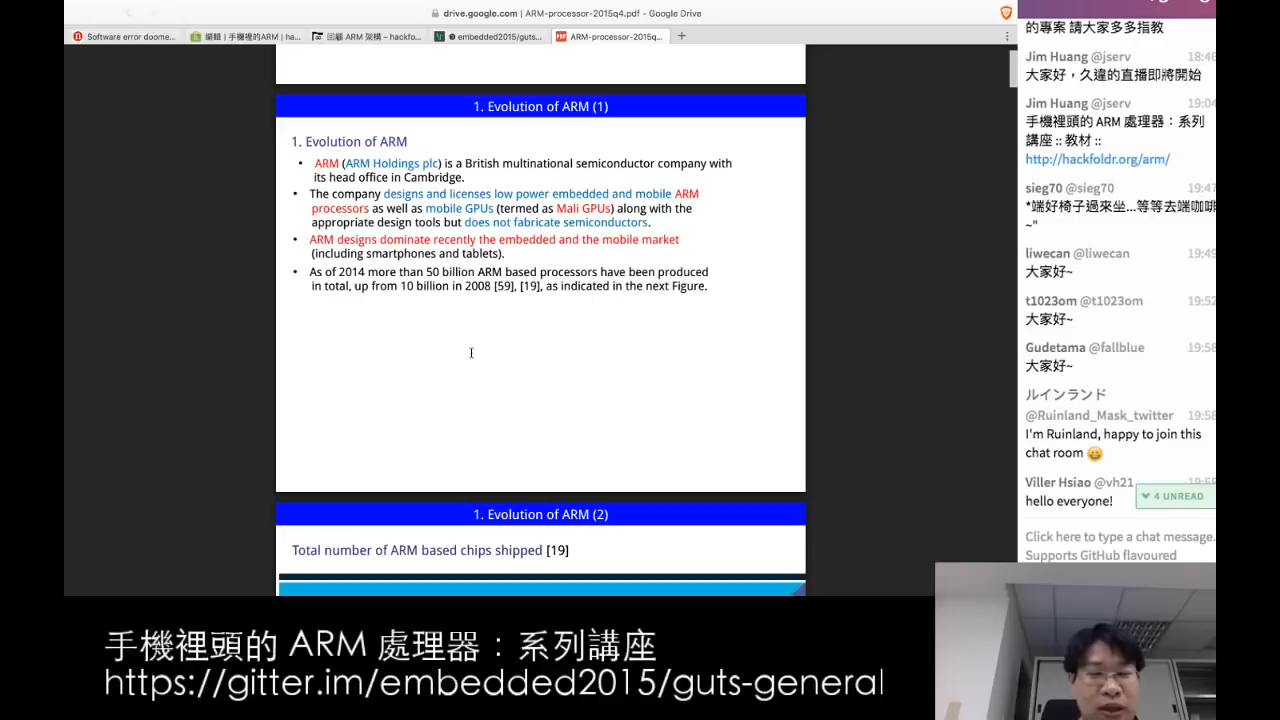 drive.google.com | ARM-processor-2015q4.pdf - Google Drive
Software error doome...
編輯 | 手機裡的ARM | ha...
回顧 ARM 架構 – hackfo...
embedded2015/guts...
ARM-processor-2015q...
1. Evolution of ARM (1)
1. Evolution of ARM
• ARM (ARM Holdings plc) is a British multinational semiconductor company with
its head office in Cambridge.
• The company designs and licenses low power embedded and mobile ARM
processors as well as mobile GPUs (termed as Mali GPUs) along with the
appropriate design tools but does not fabricate semiconductors.
• ARM designs dominate recently the embedded and the mobile market
(including smartphones and tablets).
• As of 2014 more than 50 billion ARM based processors have been produced
in total, up from 10 billion in 2008 [59], [19], as indicated in the next Figure.
1. Evolution of ARM (2)
Total number of ARM based chips shipped [19]
的專案 請大家多多指教
Jim Huang @jserv 18:46
大家好，久違的直播即將開始
Jim Huang @jserv 19:04
手機裡頭的 ARM 處理器：系列
講座 :: 教材 ::
http://hackfoldr.org/arm/
sieg70 @sieg70 19:47
*端好椅子過來坐...等等去端咖啡
~"
liwecan @liwecan 19:49
大家好~
t1023om @t1023om 19:52
大家好~
Gudetama @fallblue 19:58
大家好~
ルインランド
@Ruinland_Mask_twitter 19:58
I'm Ruinland, happy to join this
chat room
Viller Hsiao @vh21
hello everyone!
4 UNREAD
Click here to type a chat message.
Supports GitHub flavoured
手機裡頭的 ARM 處理器：系列講座
https://gitter.im/embedded2015/guts-general